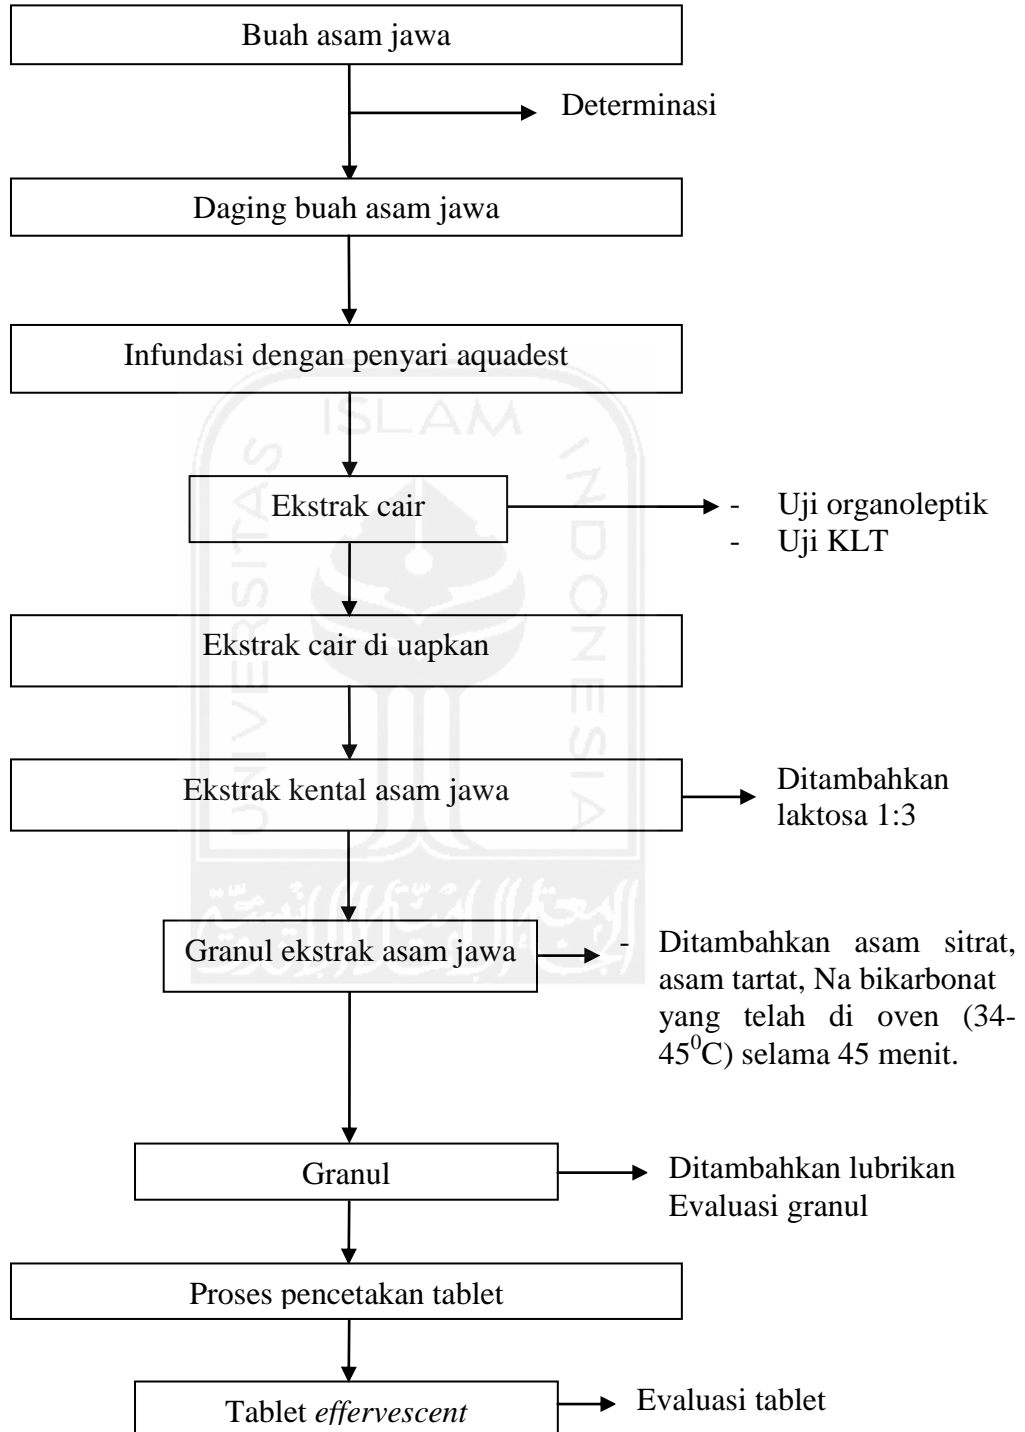 Buah asam jawa
Determinasi
Daging buah asam jawa
Infundasi dengan penyari aquadest
ISLAM
UNIVERSITAS
INDONESIA
Ekstrak cair
- Uji organoleptik
- Uji KLT
Ekstrak cair di uapkan
Ekstrak kental asam jawa
Ditambahkan
laktosa 1:3
Granul ekstrak asam jawa
- Ditambahkan asam sitrat,
asam tartat, Na bikarbonat
yang telah di oven (34-
45⁰C) selama 45 menit.
Granul
Ditambahkan lubrikan
Evaluasi granul
Proses pencetakan tablet
Tablet effervescent
Evaluasi tablet